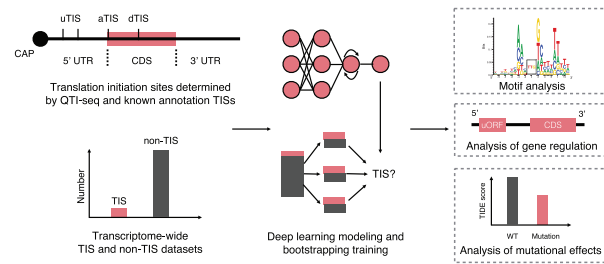 uTIS aTIS dTIS
CAP
5' UTR CDS 3' UTR
Translation initiation sites determined
by QTI-seq and known annotation TISs
non-TIS
TIS
Number
Transcriptome-wide
TIS and non-TIS datasets
TIS?
Deep learning modeling and
bootstrapping training
Motif analysis
5' 3'
uORF CDS
Analysis of gene regulation
TIDE score
WT Mutation
Analysis of mutational effects